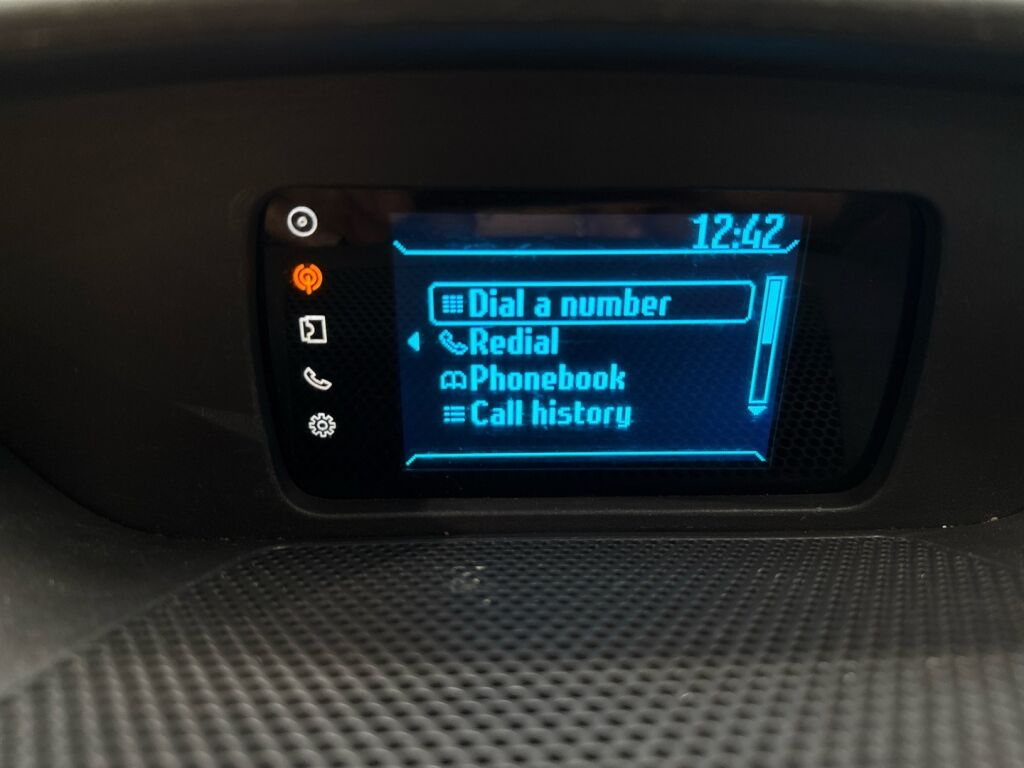 12:42
Dial a number
Redial
Phonebook
Call history